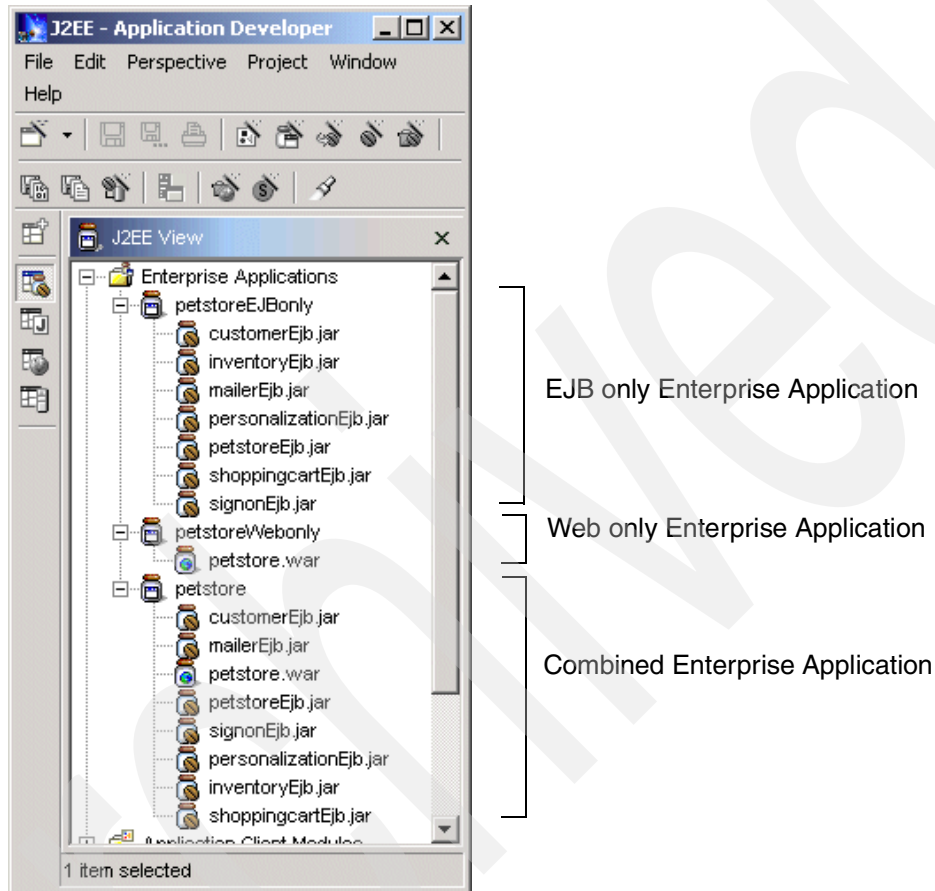 J2EE - Application Developer
File Edit Perspective Project Window
Help
J2EE View
Enterprise Applications
petstoreEJBonly
customerEjb.jar
inventoryEjb.jar
mailerEjb.jar
personalizationEjb.jar
petstoreEjb.jar
shoppingcartEjb.jar
signonEjb.jar
petstoreWebonly
petstore.war
petstore
customerEjb.jar
mailerEjb.jar
petstore.war
petstoreEjb.jar
signonEjb.jar
personalizationEjb.jar
inventoryEjb.jar
shoppingcartEjb.jar
Application Client Modules
1 item selected
EJB only Enterprise Application
Web only Enterprise Application
Combined Enterprise Application